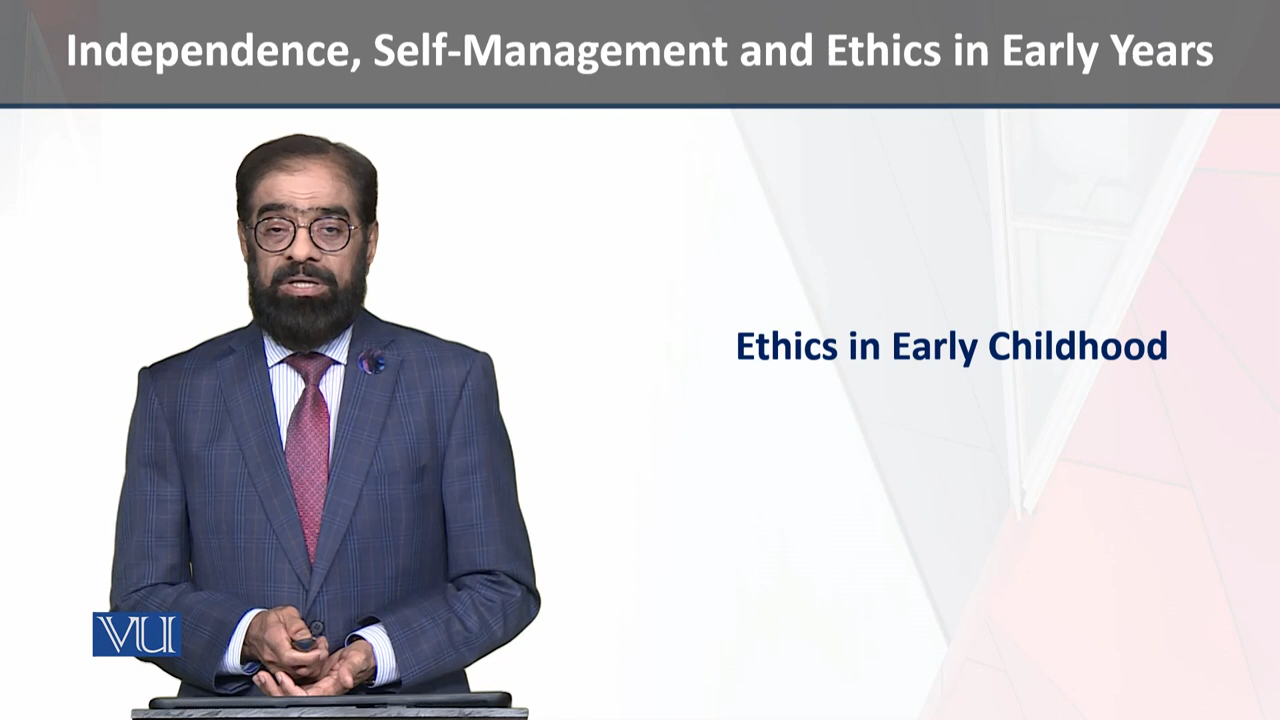 Independence, Self-Management and Ethics in Early Years
Ethics in Early Childhood
VU